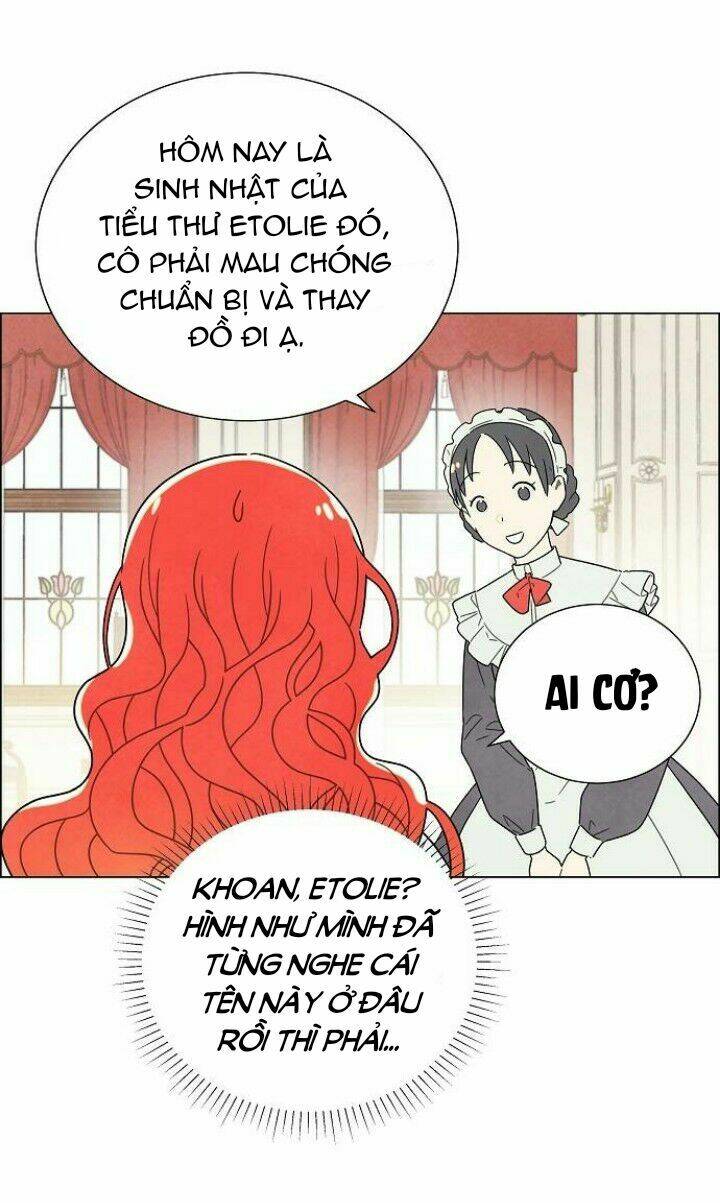 HÔM NAY LÀ
SINH NHẬT CỦA
TIỂU THƯ ETOLIE ĐÓ,
CÔ PHẢI MAU CHÓNG
CHUẨN BỊ VÀ THAY
ĐỒ ĐI Ạ.
AI CƠ?
KHOAN, ETOLIE?
HÌNH NHƯ MÌNH ĐÃ
TỪNG NGHE CÁI
TÊN NÀY Ở ĐÂU
RỒI THÌ PHẢI...